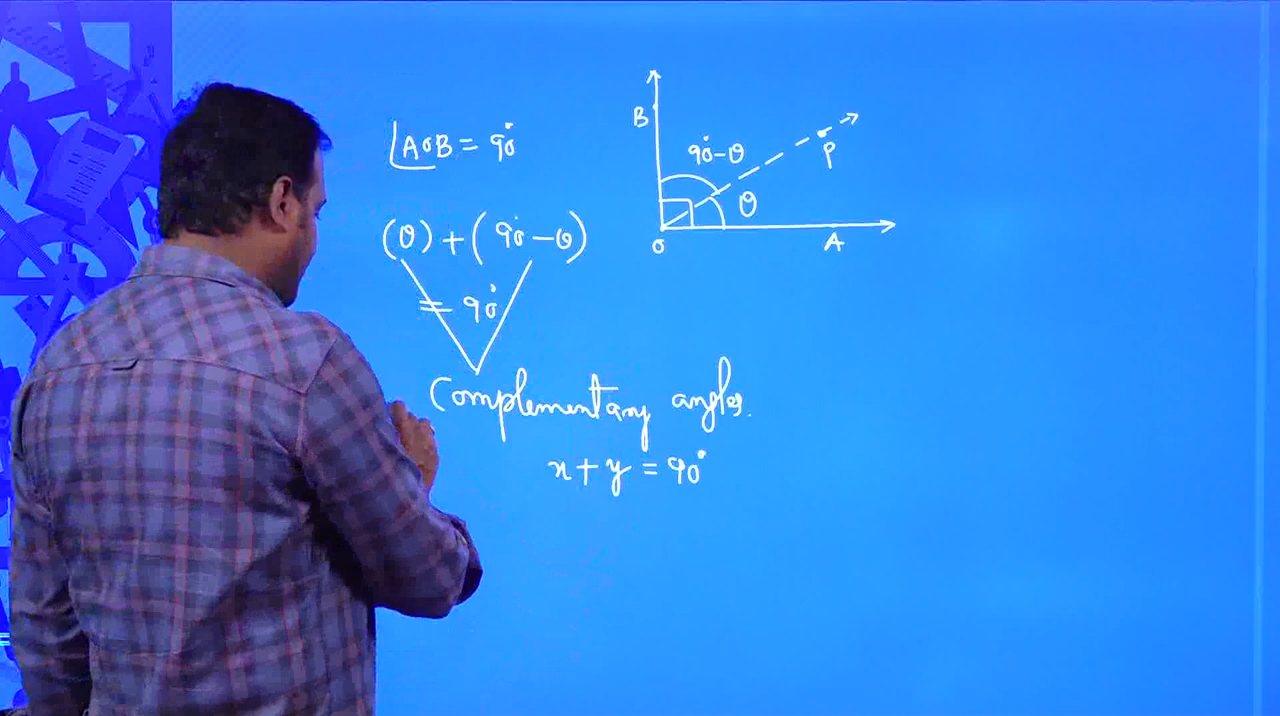 ∠AOB = 90°
(θ) + (90° - θ)
= 90°
Complementary angles.
x + y = 90°
B
90° - θ
P
θ
O
A